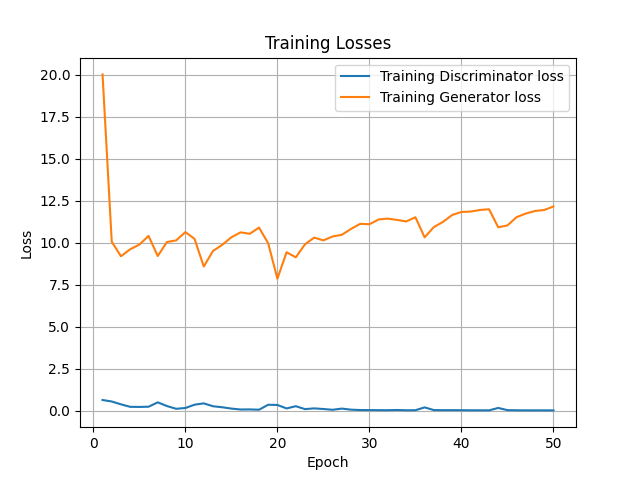 Training Losses
Training Discriminator loss
Training Generator loss
20.0
17.5
15.0
12.5
10.0
7.5
5.0
2.5
0.0
Loss
0 10 20 30 40 50
Epoch